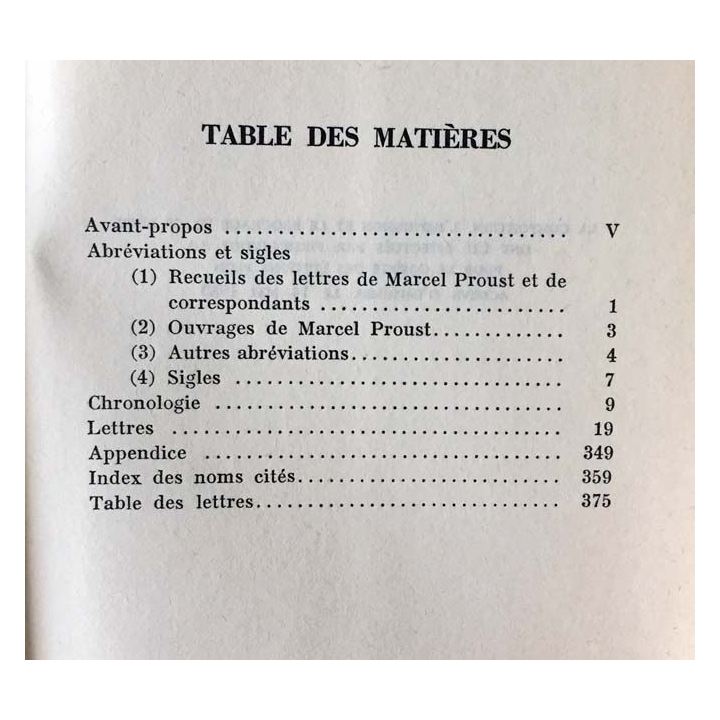 TABLE DES MATIÈRES
Avant-propos ................................ V
Abréviations et sigles
(1) Recueils des lettres de Marcel Proust et de
correspondants ........................ 1
(2) Ouvrages de Marcel Proust............. 3
(3) Autres abréviations..................... 4
(4) Sigles ................................ 7
Chronologie .................................. 9
Lettres ...................................... 19
Appendice .................................. 349
Index des noms cités......................... 359
Table des lettres............................. 375